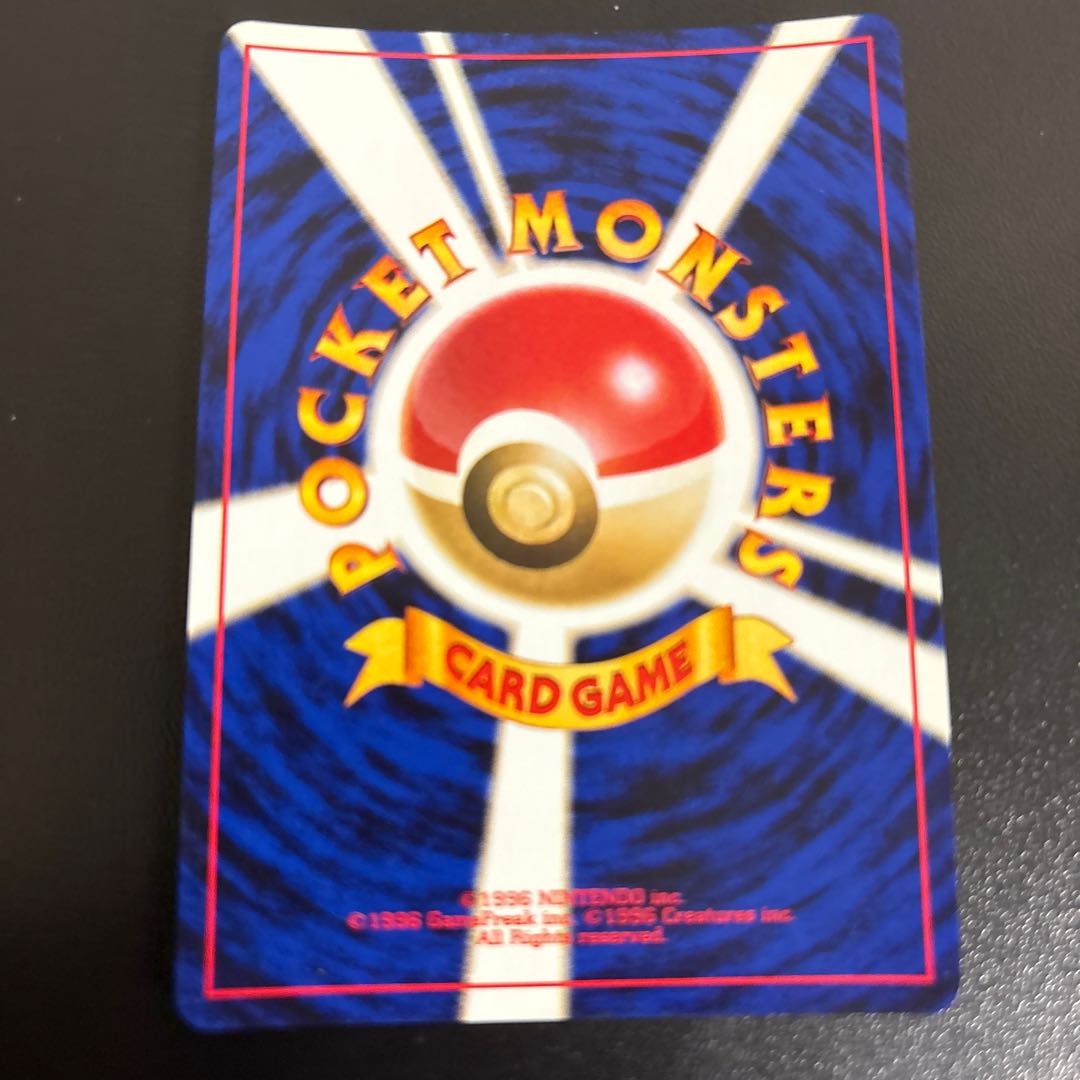 POCKET MONSTERS
CARD GAME
©1996 NINTENDO inc.
©1996 GameFreak inc. ©1996 Creatures inc.
All Rights reserved.